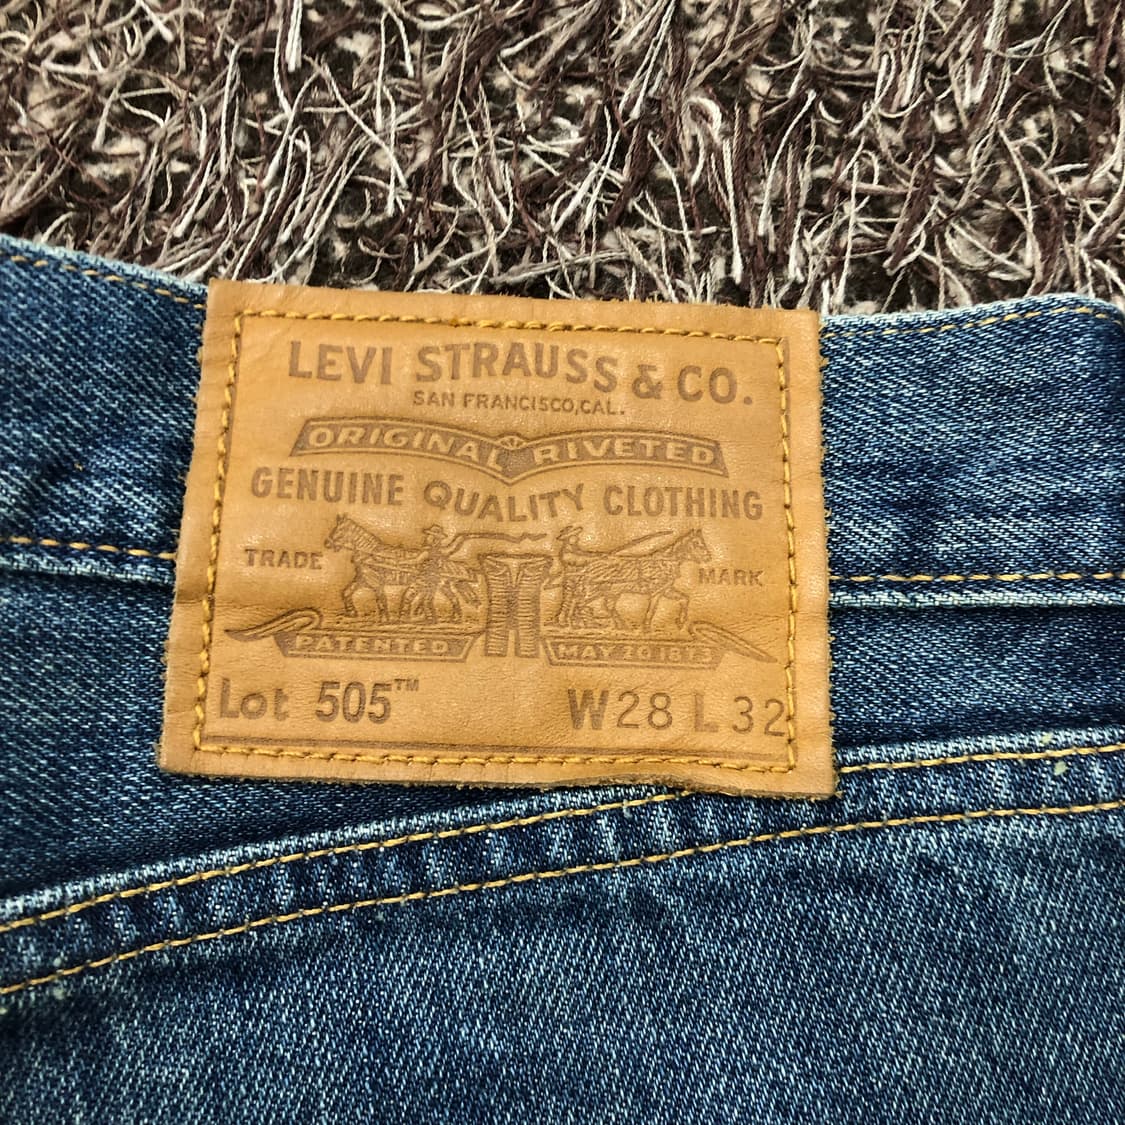 LEVI STRAUSS & CO.
SAN FRANCISCO,CAL.
ORIGINAL RIVETED
GENUINE QUALITY CLOTHING
TRADE MARK
PATENTED MAY 20 1873
Lot 505™ W28 L 32